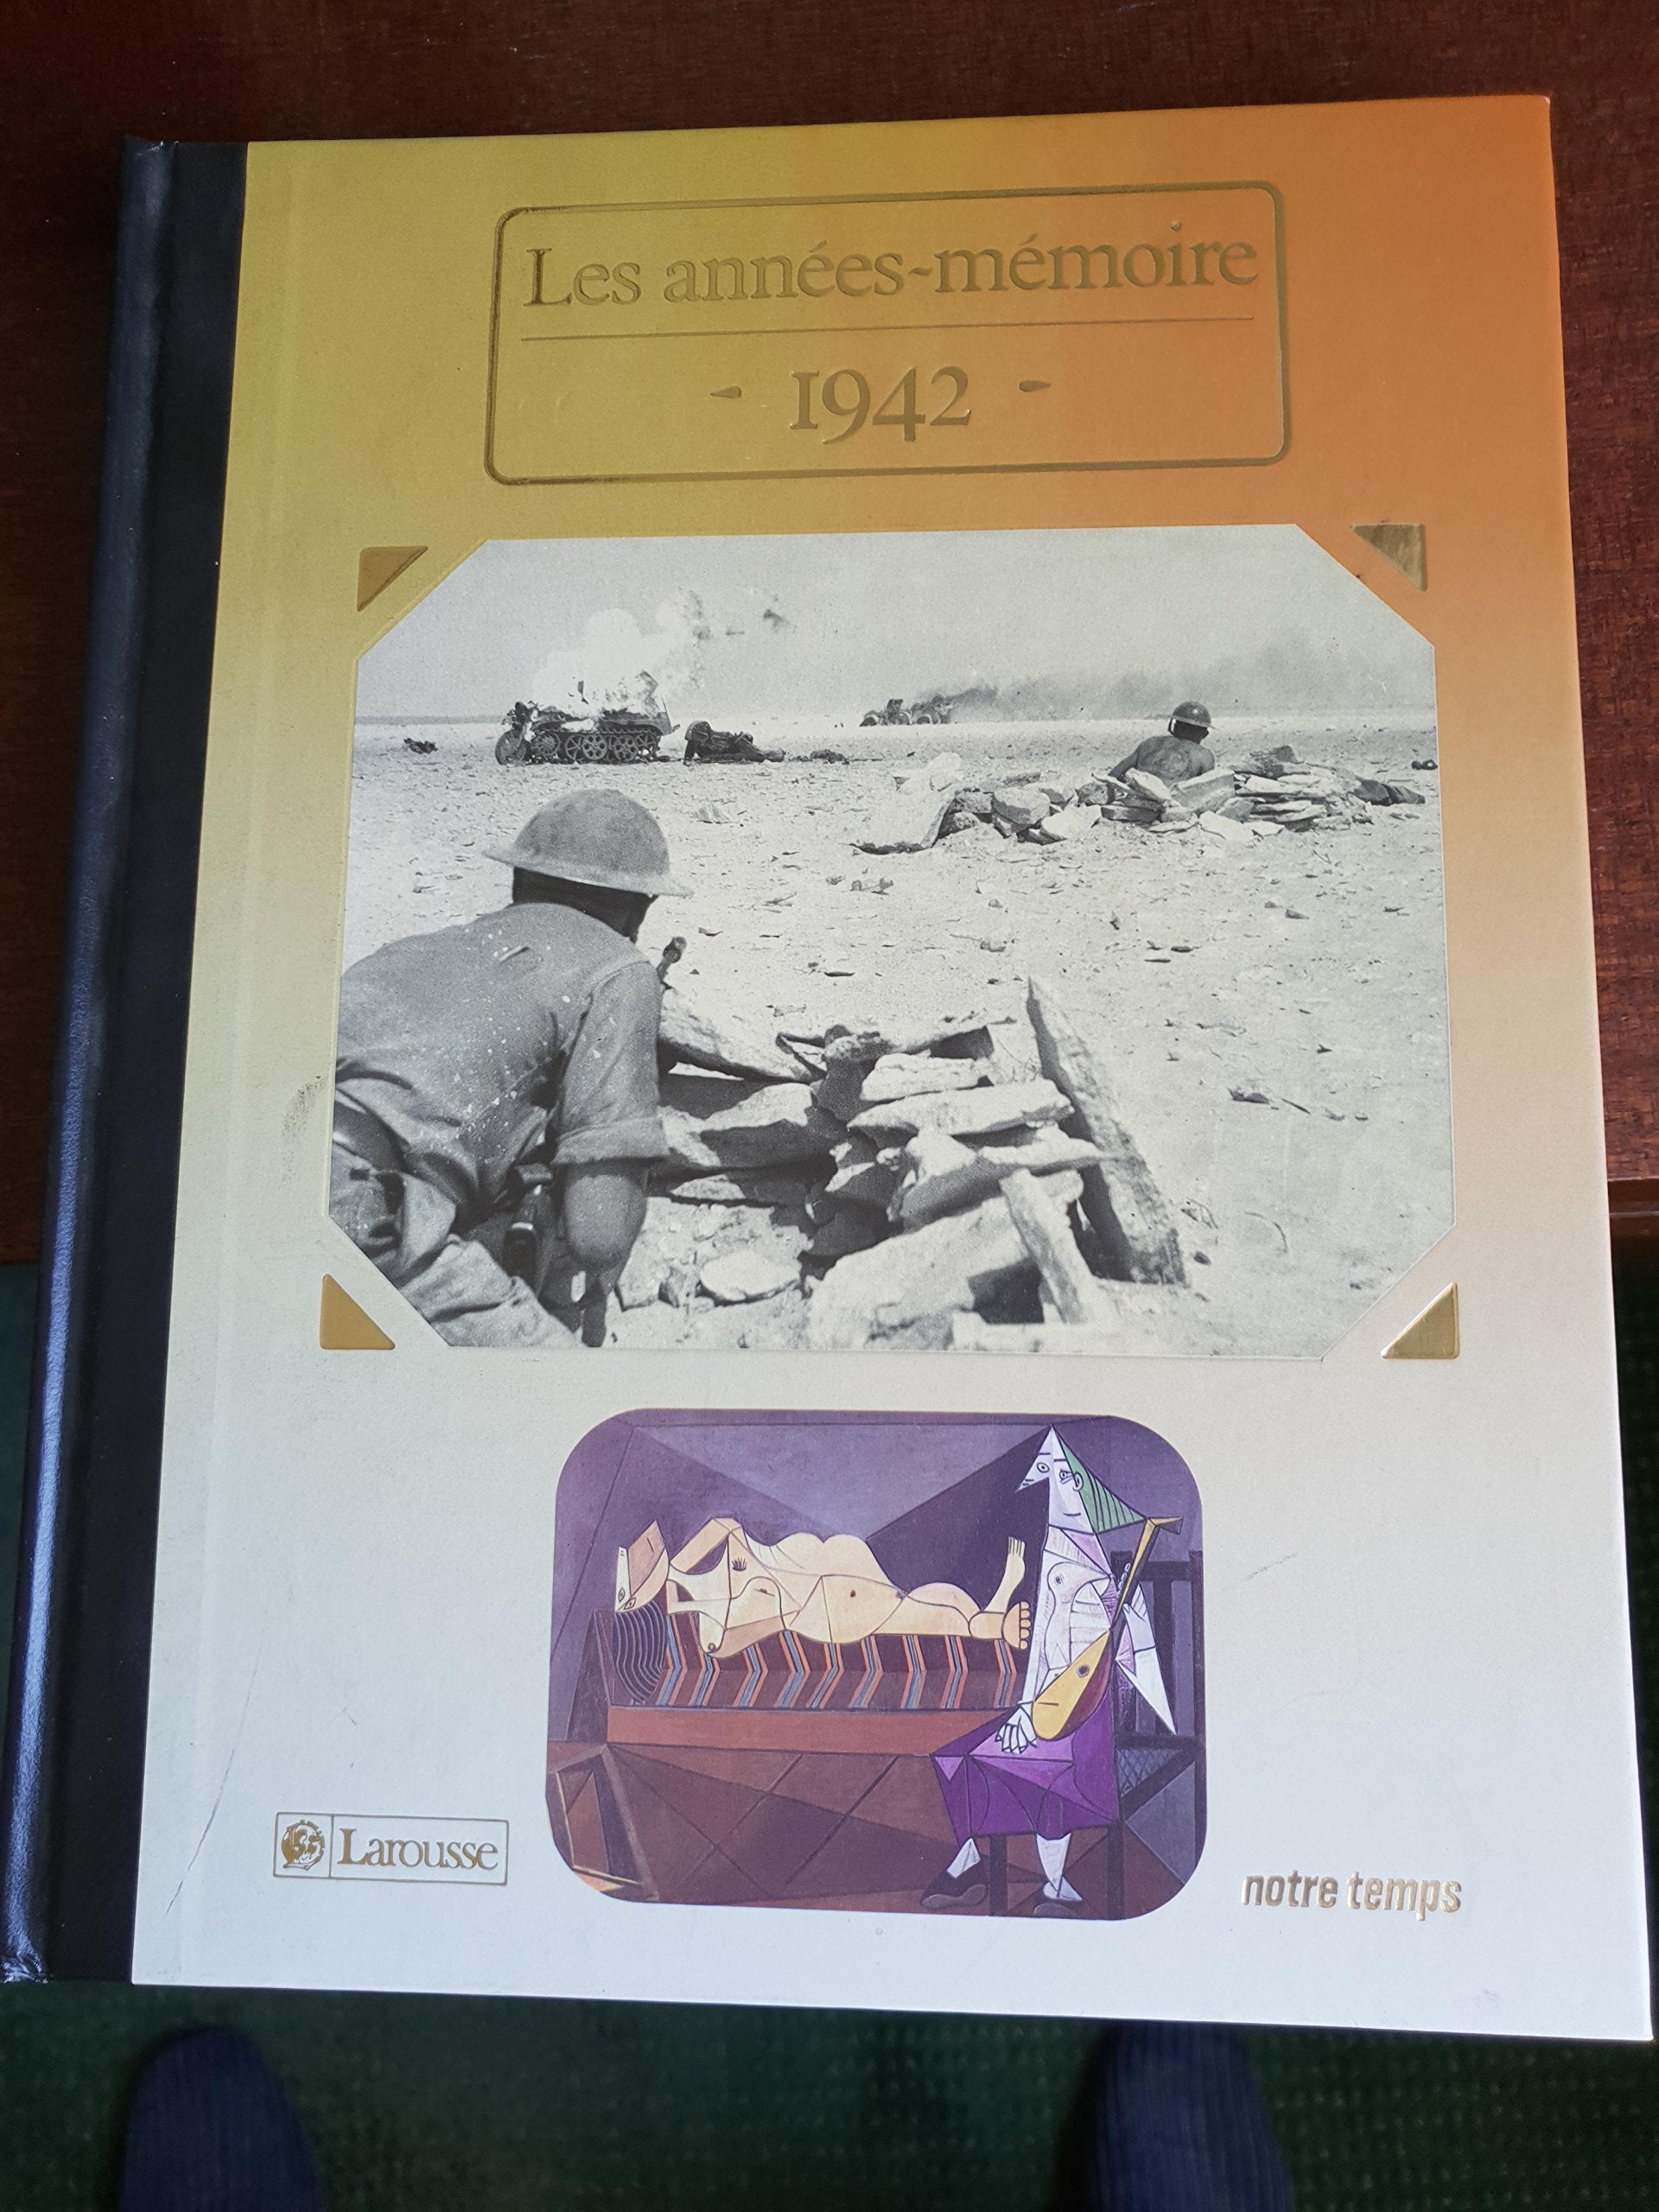 Les années-mémoire
- 1942 -
Larousse
notre temps